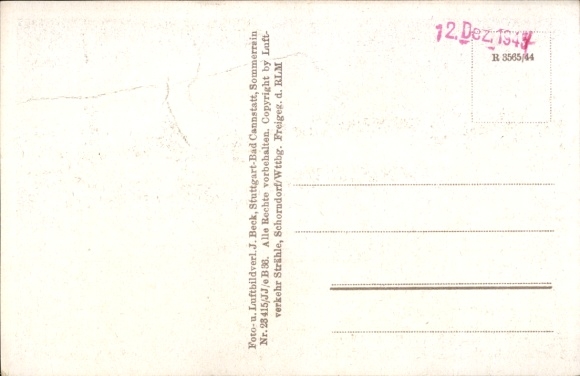 12. Dez. 1944
R 3565/44
Foto- u. Luftbildverl. J. Beck, Stuttgart-Bad Cannstatt, Sommerrain
Nr. 28415/JJ/e B 36. Alle Rechte vorbehalten. Copyright by Luft-
verkehr Strähle, Schorndorf/Wttbg. Freigeg. d. RLM